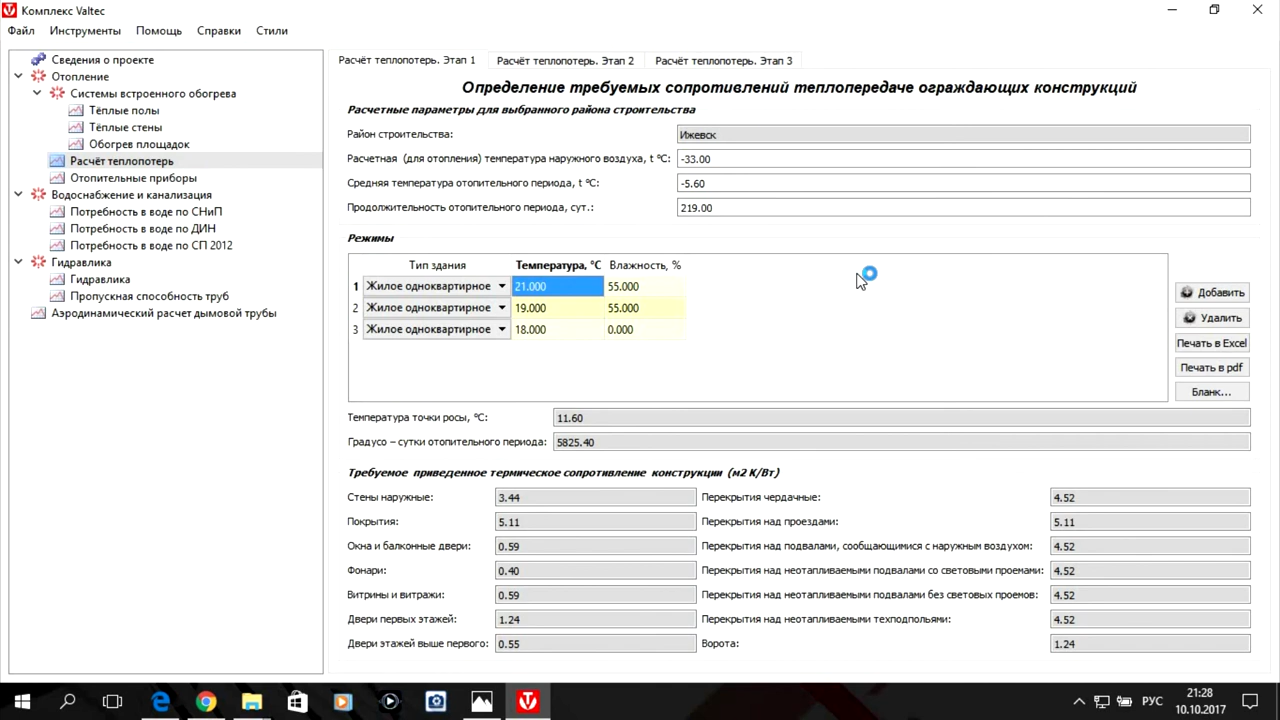 Комплекс Valtec
Файл Инструменты Помощь Справки Стили
Сведения о проекте
Отопление
Системы встроенного обогрева
Тёплые полы
Тёплые стены
Обогрев площадок
Расчёт теплопотерь
Отопительные приборы
Водоснабжение и канализация
Потребность в воде по СНиП
Потребность в воде по ДИН
Потребность в воде по СП 2012
Гидравлика
Гидравлика
Пропускная способность труб
Аэродинамический расчет дымовой трубы
Расчёт теплопотерь. Этап 1 Расчёт теплопотерь. Этап 2 Расчёт теплопотерь. Этап 3
Определение требуемых сопротивлений теплопередаче ограждающих конструкций
Расчетные параметры для выбранного района строительства
Район строительства: Ижевск
Расчетная (для отопления) температура наружного воздуха, t °C: -33.00
Средняя температура отопительного периода, t °C: -5.60
Продолжительность отопительного периода, сут.: 219.00
Режимы
Тип здания Температура, °C Влажность, %
1 Жилое одноквартирное 21.000 55.000
2 Жилое одноквартирное 19.000 55.000
3 Жилое одноквартирное 18.000 0.000
Добавить
Удалить
Печать в Excel
Печать в pdf
Бланк...
Температура точки росы, °C: 11.60
Градусо – сутки отопительного периода: 5825.40
Требуемое приведенное термическое сопротивление конструкции (м2 К/Вт)
Стены наружные: 3.44 Перекрытия чердачные: 4.52
Покрытия: 5.11 Перекрытия над проездами: 5.11
Окна и балконные двери: 0.59 Перекрытия над подвалами, сообщающимися с наружным воздухом: 4.52
Фонари: 0.40 Перекрытия над неотапливаемыми подвалами со световыми проемами: 4.52
Витрины и витражи: 0.59 Перекрытия над неотапливаемыми подвалами без световых проемов: 4.52
Двери первых этажей: 1.24 Перекрытия над неотапливаемыми техподпольями: 4.52
Двери этажей выше первого: 0.55 Ворота: 1.24
РУС
21:28
10.10.2017